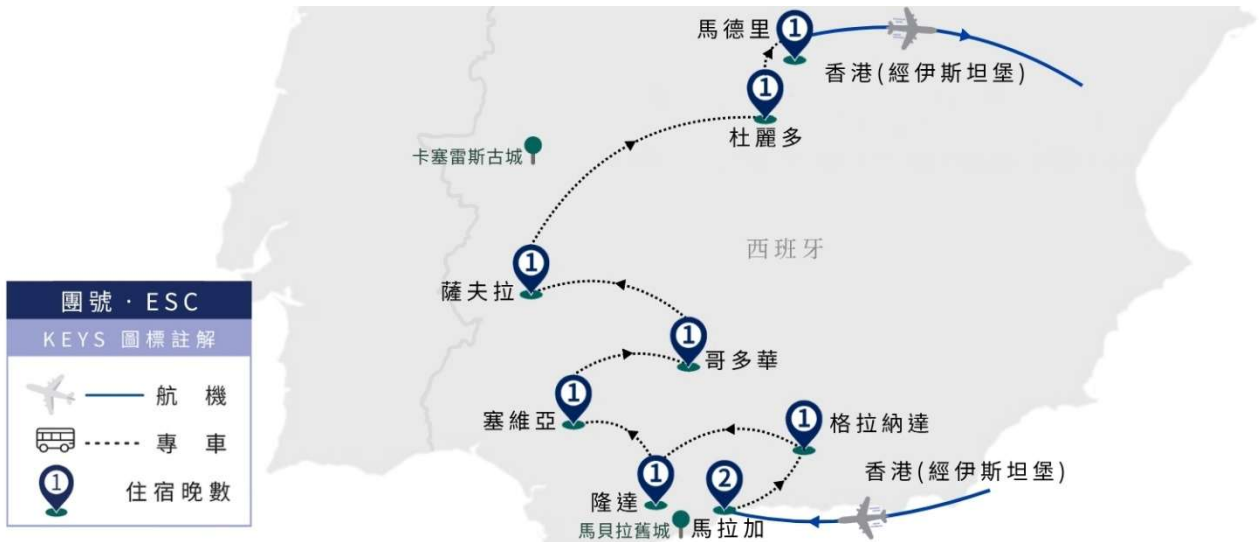 馬德里
1
香港(經伊斯坦堡)
1
杜麗多
卡塞雷斯古城
西班牙
1
薩夫拉
1
哥多華
1
塞維亞
1
格拉納達
1
隆達
2
馬拉加
馬貝拉舊城
香港(經伊斯坦堡)
團號 · ESC
KEYS 圖標註解
航 機
專 車
1 住宿晚數